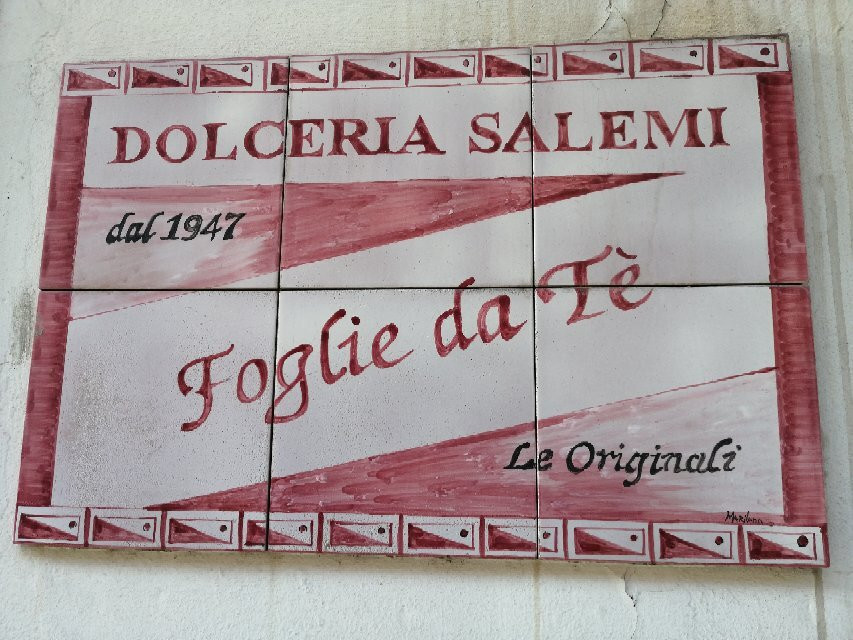 DOLCERIA SALEMI
dal 1947
Foglie da Tè
Le Originali